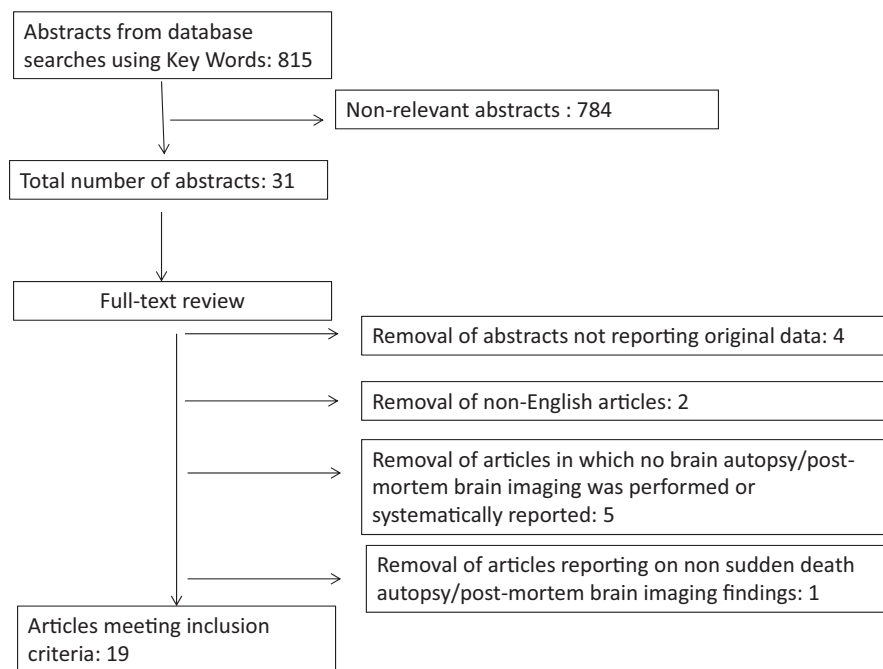 Abstracts from database
searches using Key Words: 815
Non-relevant abstracts : 784
Total number of abstracts: 31
Full-text review
Removal of abstracts not reporting original data: 4
Removal of non-English articles: 2
Removal of articles in which no brain autopsy/post-
mortem brain imaging was performed or
systematically reported: 5
Removal of articles reporting on non sudden death
autopsy/post-mortem brain imaging findings: 1
Articles meeting inclusion
criteria: 19